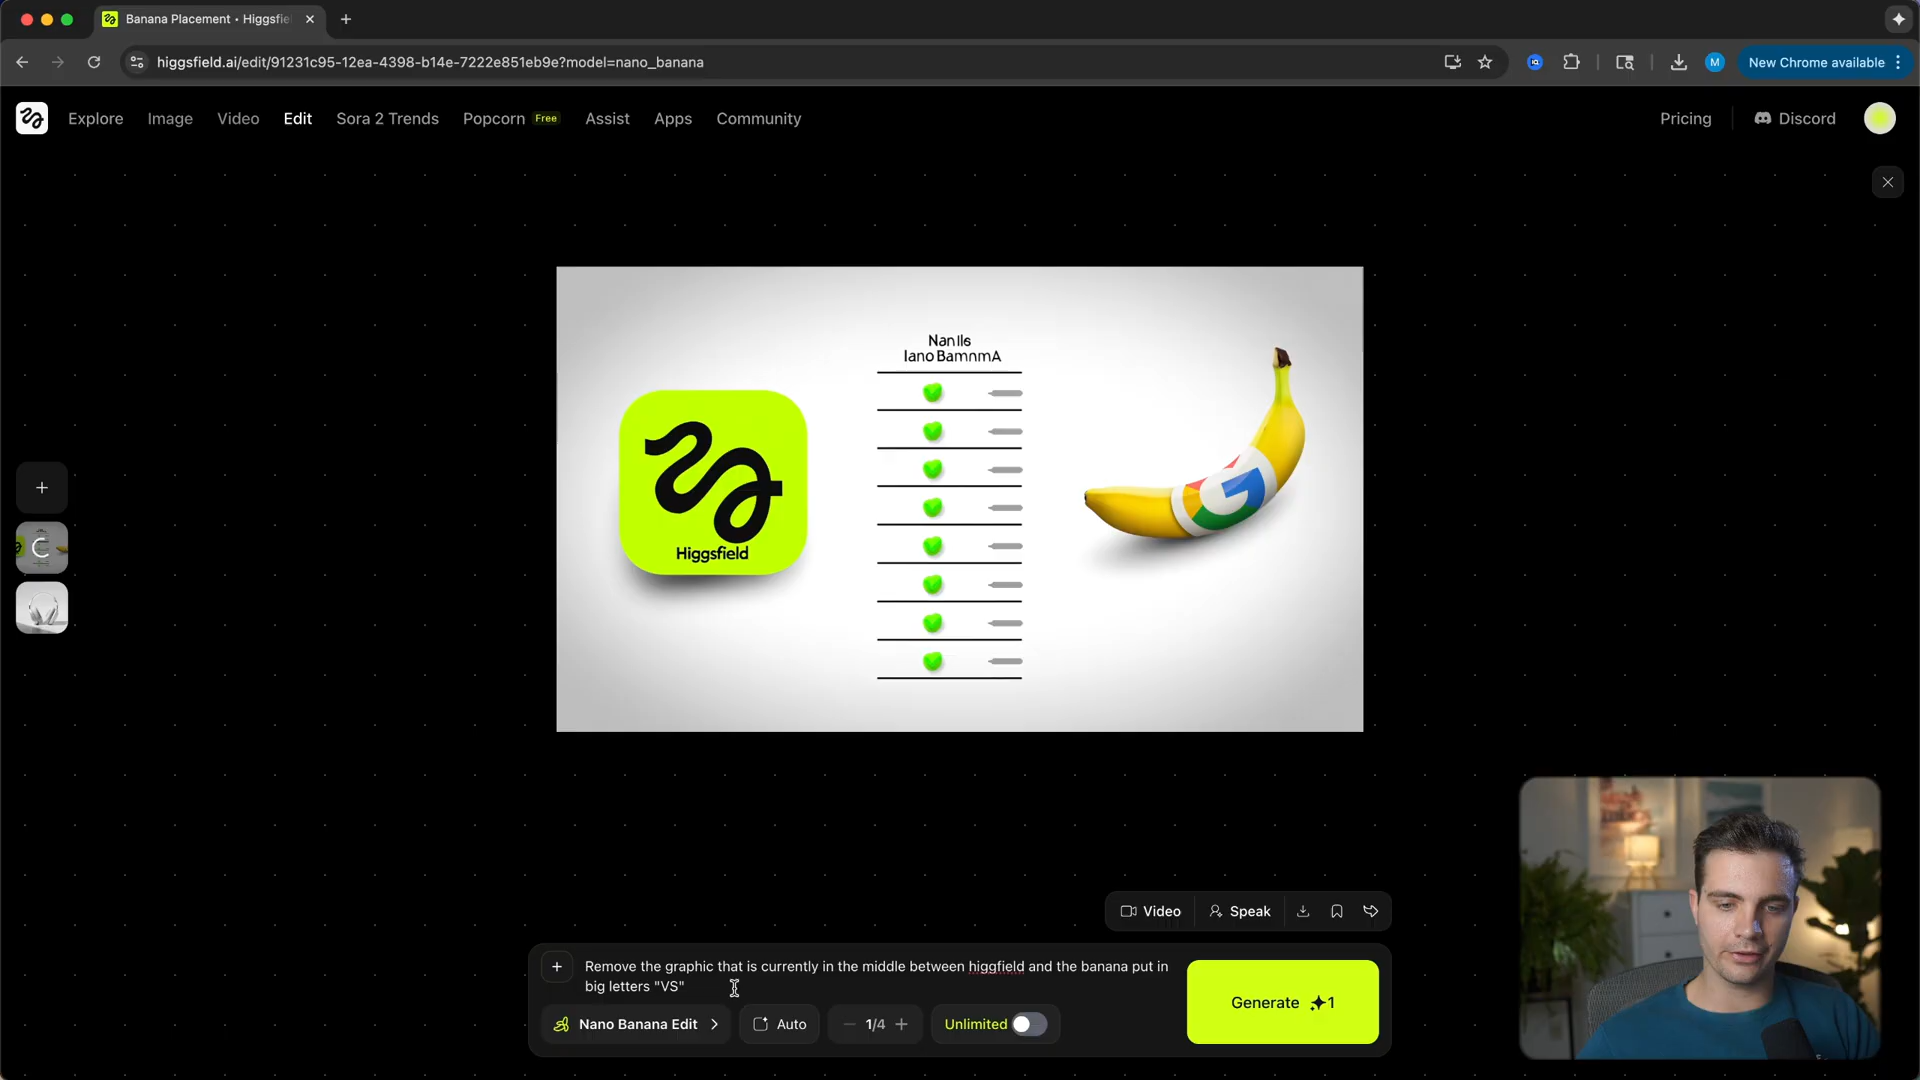 Banana Placement • Higgsfie
higgsfield.ai/edit/91231c95-12ea-4398-b14e-7222e851eb9e?model=nano_banana
M
New Chrome available
Explore
Image
Video
Edit
Sora 2 Trends
Popcorn Free
Assist
Apps
Community
Pricing
Discord
Nan lls
lano BamnmA
Higgsfield
G
Video
Speak
Remove the graphic that is currently in the middle between higgfield and the banana put in
big letters "VS"
Generate 1
Nano Banana Edit
Auto
1/4
Unlimited